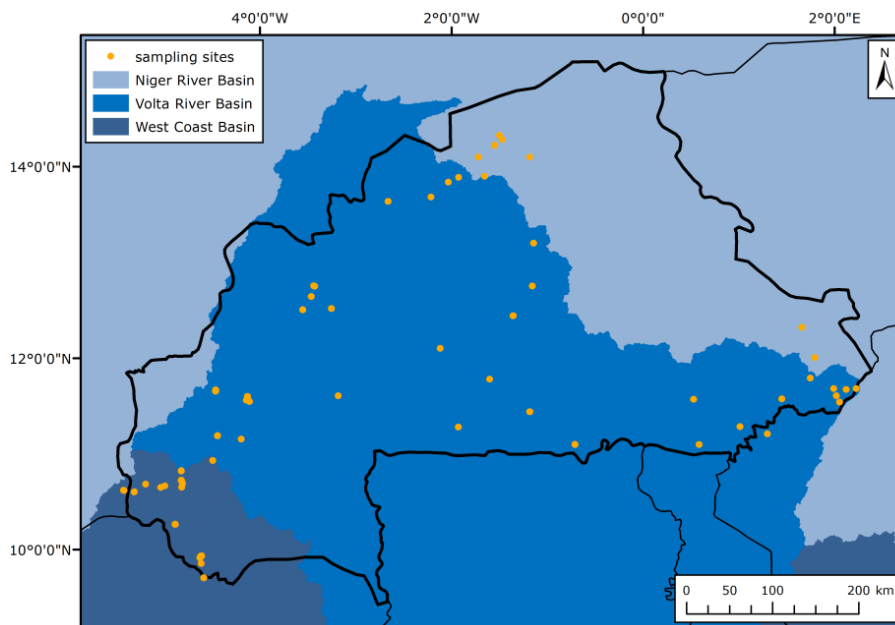 4°0'0"W 2°0'0"W 0°0'0" 2°0'0"E
sampling sites
Niger River Basin
Volta River Basin
West Coast Basin
N
14°0'0"N
12°0'0"N
10°0'0"N
0 50 100 200 km